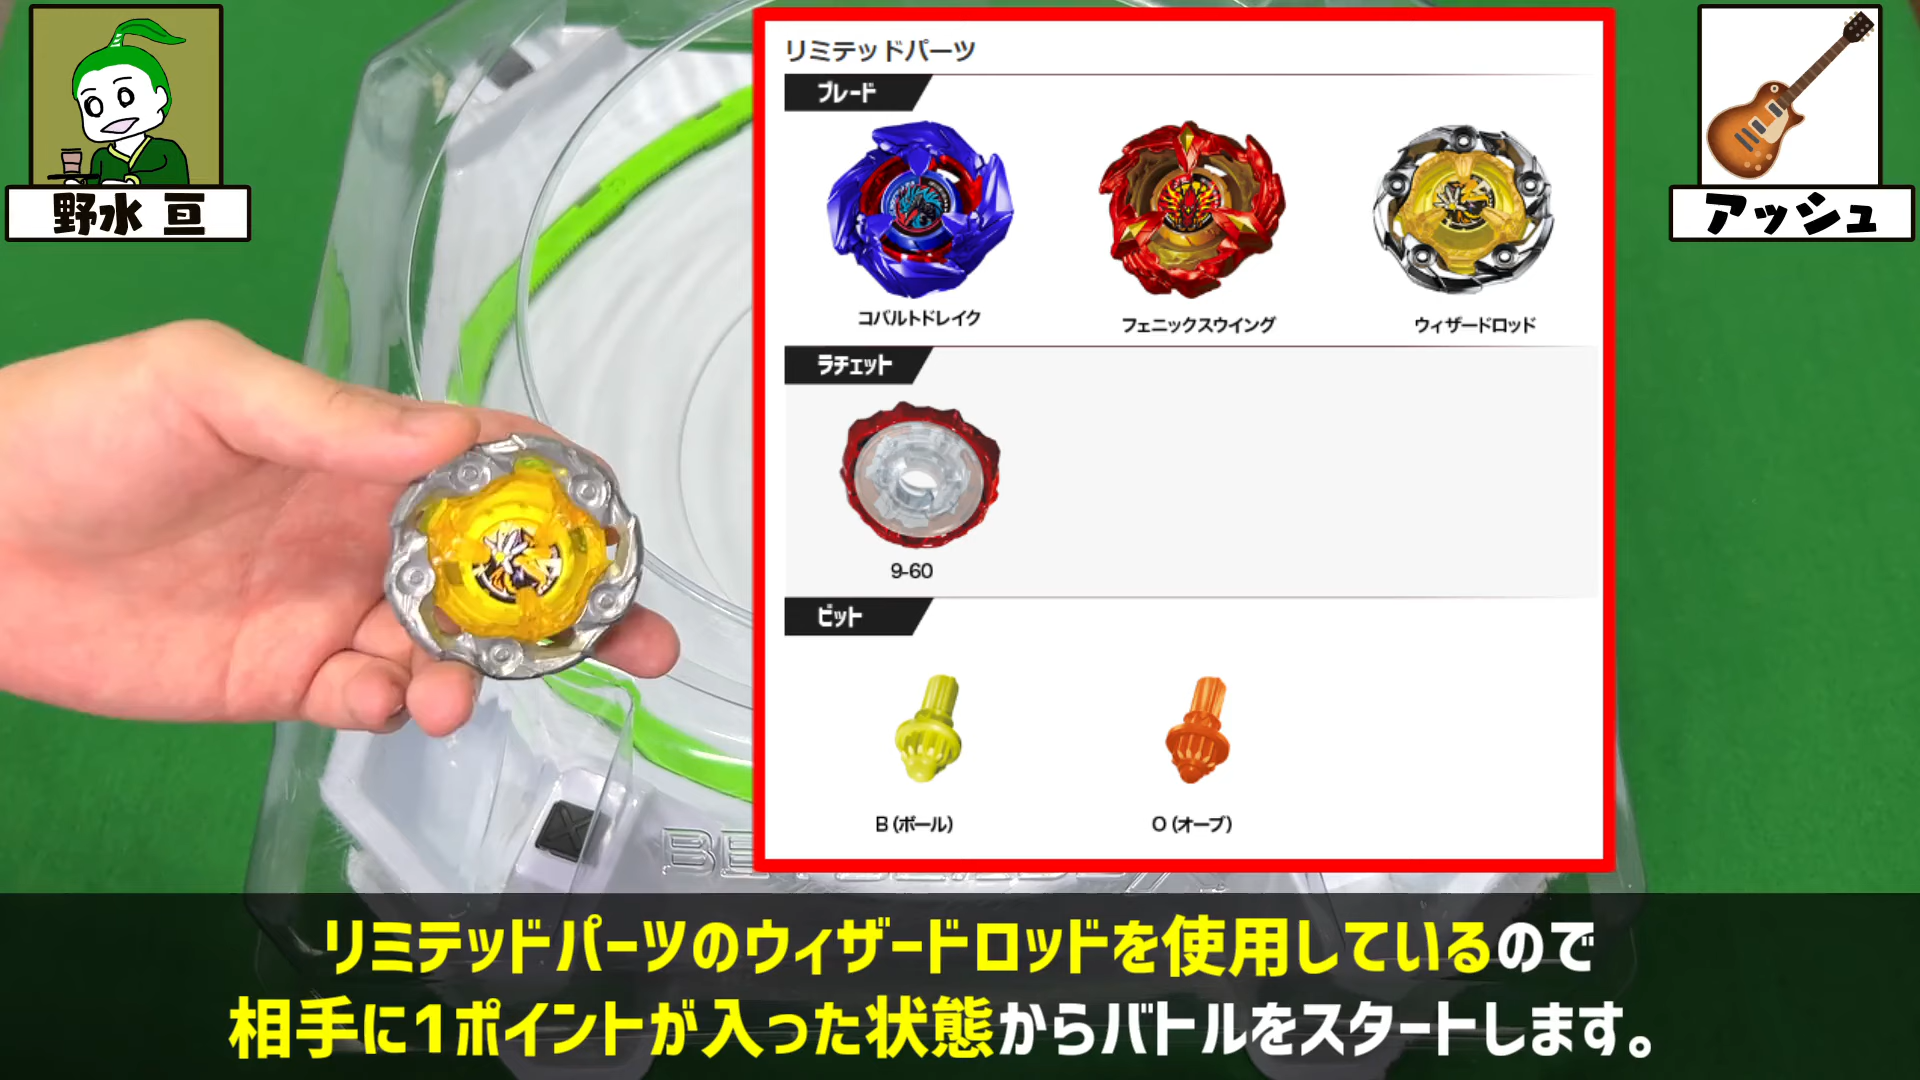 野水 亘
アッシュ
リミテッドパーツ
ブレード
コバルトドレイク
フェニックスウイング
ウィザードロッド
ラチェット
9-60
ビット
B（ボール）
O（オーブ）
リミテッドパーツのウィザードロッドを使用しているので
相手に1ポイントが入った状態からバトルをスタートします。